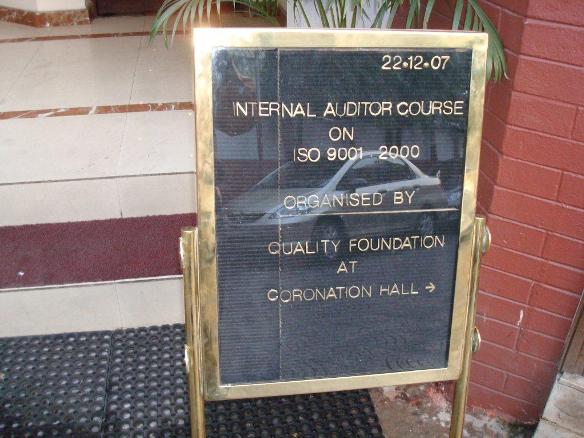 22•12•07
INTERNAL AUDITOR COURSE
ON
ISO 9001 2000
ORGANISED BY
QUALITY FOUNDATION
AT
CORONATION HALL →